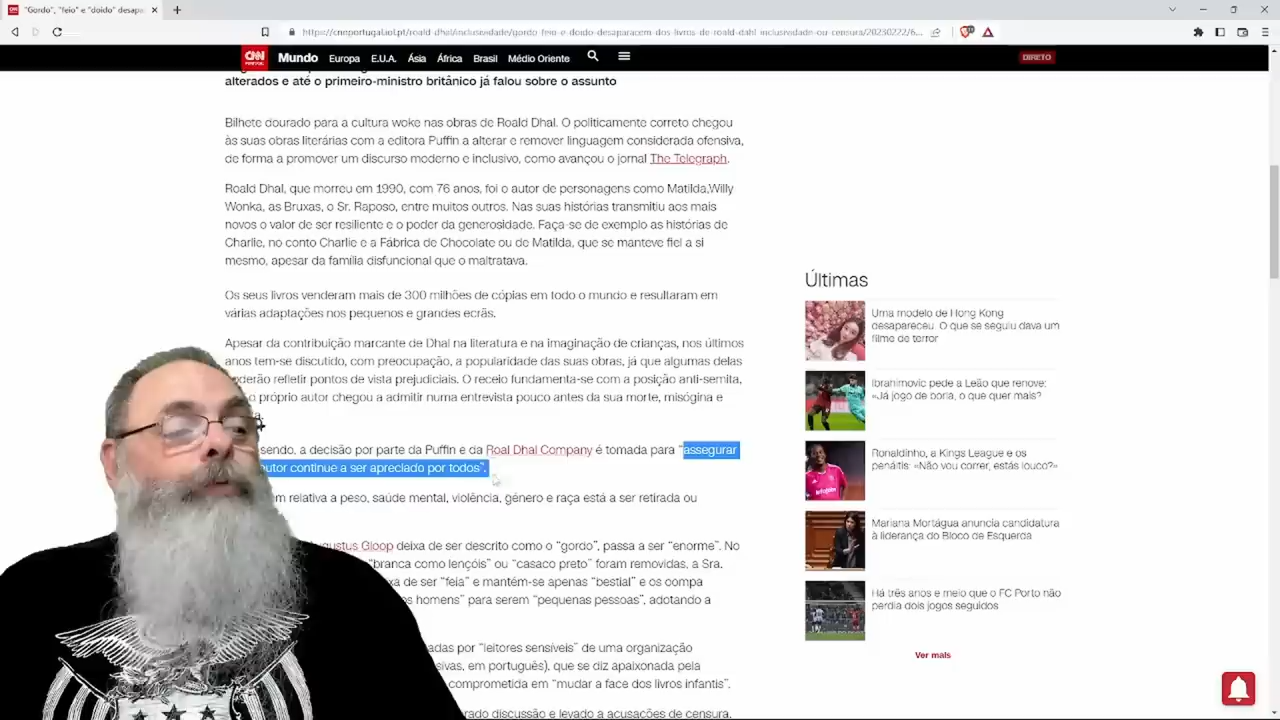 "Gordo", "feio" e "doido" desapa
https://cnnportugal.iol.pt/roald-dhal/inclusividade/gordo-feio-e-doido-desaparecem-dos-livros-de-roald-dahl-inclusividade-ou-censura/20230222/6...
CNN PORTUGAL
Mundo Europa E.U.A. Ásia África Brasil Médio Oriente
DIRETO
alterados e até o primeiro-ministro britânico já falou sobre o assunto
Bilhete dourado para a cultura woke nas obras de Roald Dhal. O politicamente correto chegou
às suas obras literárias com a editora Puffin a alterar e remover linguagem considerada ofensiva,
de forma a promover um discurso moderno e inclusivo, como avançou o jornal The Telegraph.
Roald Dhal, que morreu em 1990, com 76 anos, foi o autor de personagens como Matilda,Willy
Wonka, as Bruxas, o Sr. Raposo, entre muitos outros. Nas suas histórias transmitiu aos mais
novos o valor de ser resiliente e o poder da generosidade. Faça-se de exemplo as histórias de
Charlie, no conto Charlie e a Fábrica de Chocolate ou de Matilda, que se manteve fiel a si
mesmo, apesar da família disfuncional que o maltratava.
Os seus livros venderam mais de 300 milhões de cópias em todo o mundo e resultaram em
várias adaptações nos pequenos e grandes ecrãs.
Apesar da contribuição marcante de Dhal na literatura e na imaginação de crianças, nos últimos
anos tem-se discutido, com preocupação, a popularidade das suas obras, já que algumas delas
poderão refletir pontos de vista prejudiciais. O receio fundamenta-se com a posição anti-semita,
o próprio autor chegou a admitir numa entrevista pouco antes da sua morte, misógina e
sendo, a decisão por parte da Puffin e da Roal Dhal Company é tomada para "assegurar
autor continue a ser apreciado por todos".
relativa a peso, saúde mental, violência, género e raça está a ser retirada ou
Gloop deixa de ser descrito como o "gordo", passa a ser "enorme". No
"branca como lençóis" ou "casaco preto" foram removidas, a Sra.
de ser "feia" e mantém-se apenas "bestial" e os compa
homens" para serem "pequenas pessoas", adotando a
por "leitores sensíveis" de uma organização
em português), que se diz apaixonada pela
comprometida em "mudar a face dos livros infantis".
discussão e levado a acusações de censura.
Últimas
Uma modelo de Hong Kong
desapareceu. O que se seguiu dava um
filme de terror
Ibrahimovic pede a Leão que renove:
«Já jogo de borla, o que quer mais?
Ronaldinho, a Kings League e os
penáltis: «Não vou correr, estás louco?»
Mariana Mortágua anuncia candidatura
à liderança do Bloco de Esquerda
Há três anos e meio que o FC Porto não
perdia dois jogos seguidos
Ver mais